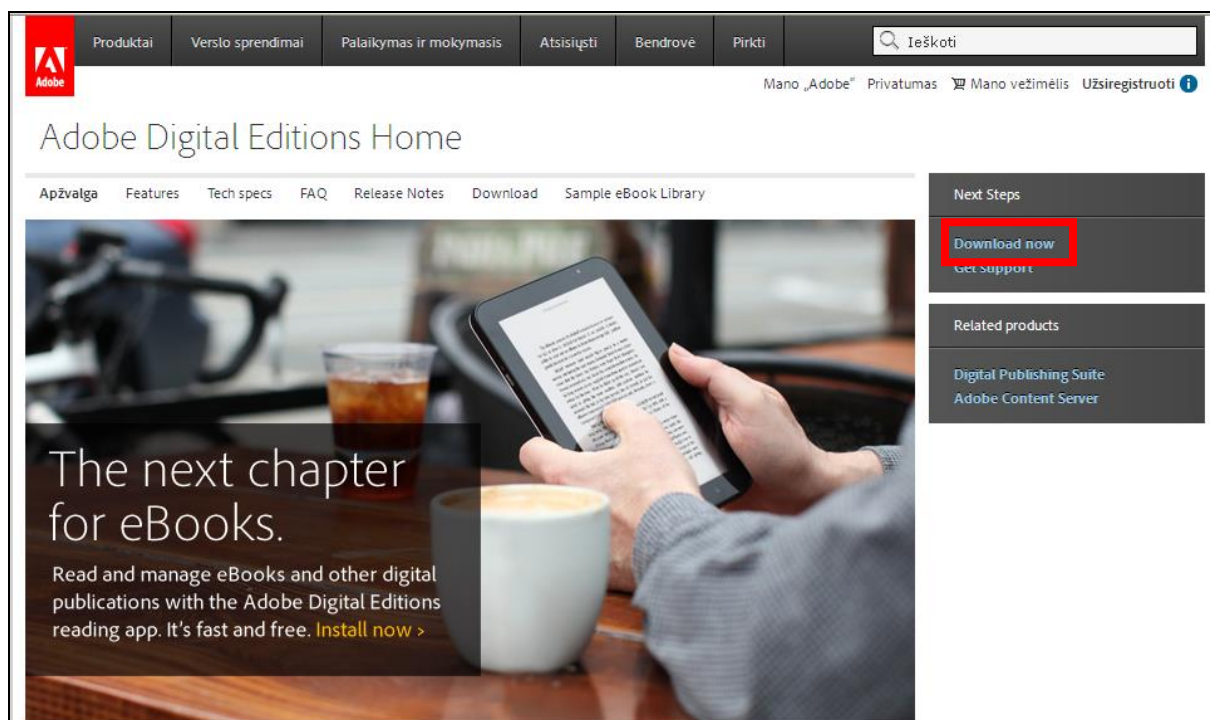 Produktai Verslo sprendimai Palaikymas ir mokymasis Atsisiųsti Bendrovė Pirkti Ieškoti
Adobe
Mano „Adobe“ Privatumas Mano vežimėlis Užsiregistruoti
Adobe Digital Editions Home
Apžvalga Features Tech specs FAQ Release Notes Download Sample eBook Library
Next Steps
Download now
Get support
Related products
Digital Publishing Suite
Adobe Content Server
The next chapter
for eBooks.
Read and manage eBooks and other digital
publications with the Adobe Digital Editions
reading app. It's fast and free. Install now >